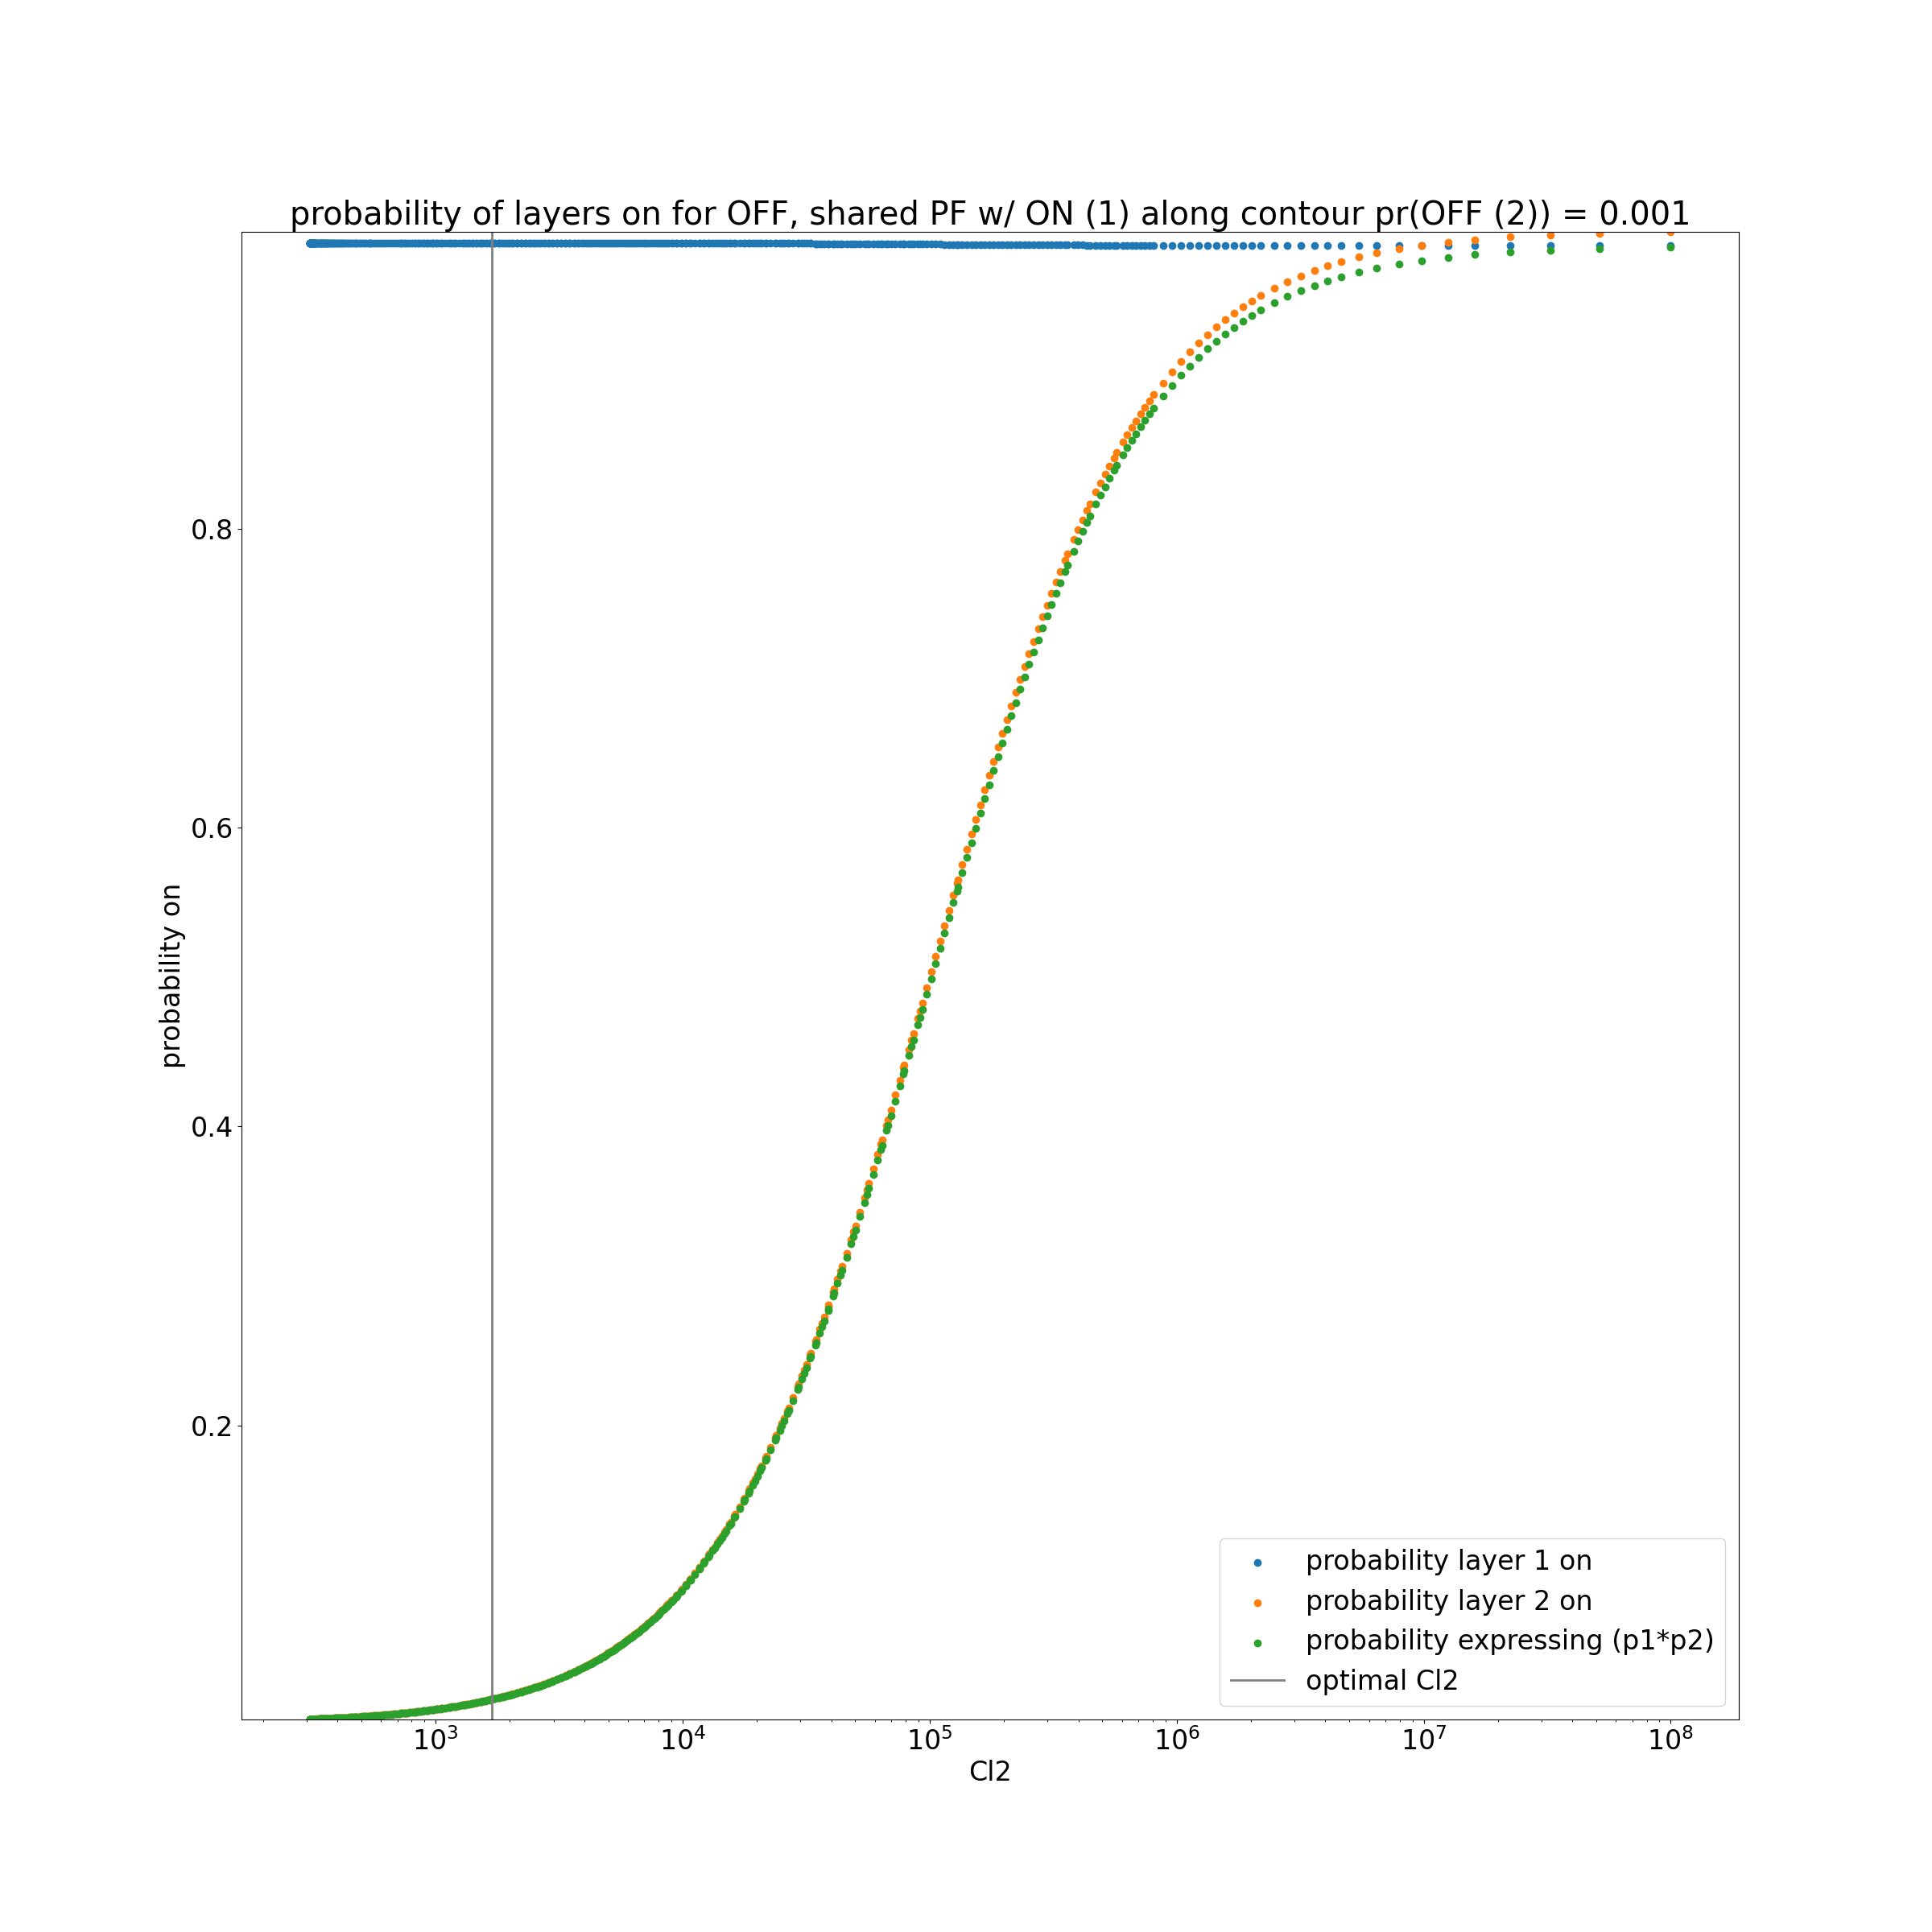 probability of layers on for OFF, shared PF w/ ON (1) along contour pr(OFF (2)) = 0.001
probability on
0.8
0.6
0.4
0.2
probability layer 1 on
probability layer 2 on
probability expressing (p1*p2)
optimal Cl2
10³ 10⁴ 10⁵ 10⁶ 10⁷ 10⁸
Cl2